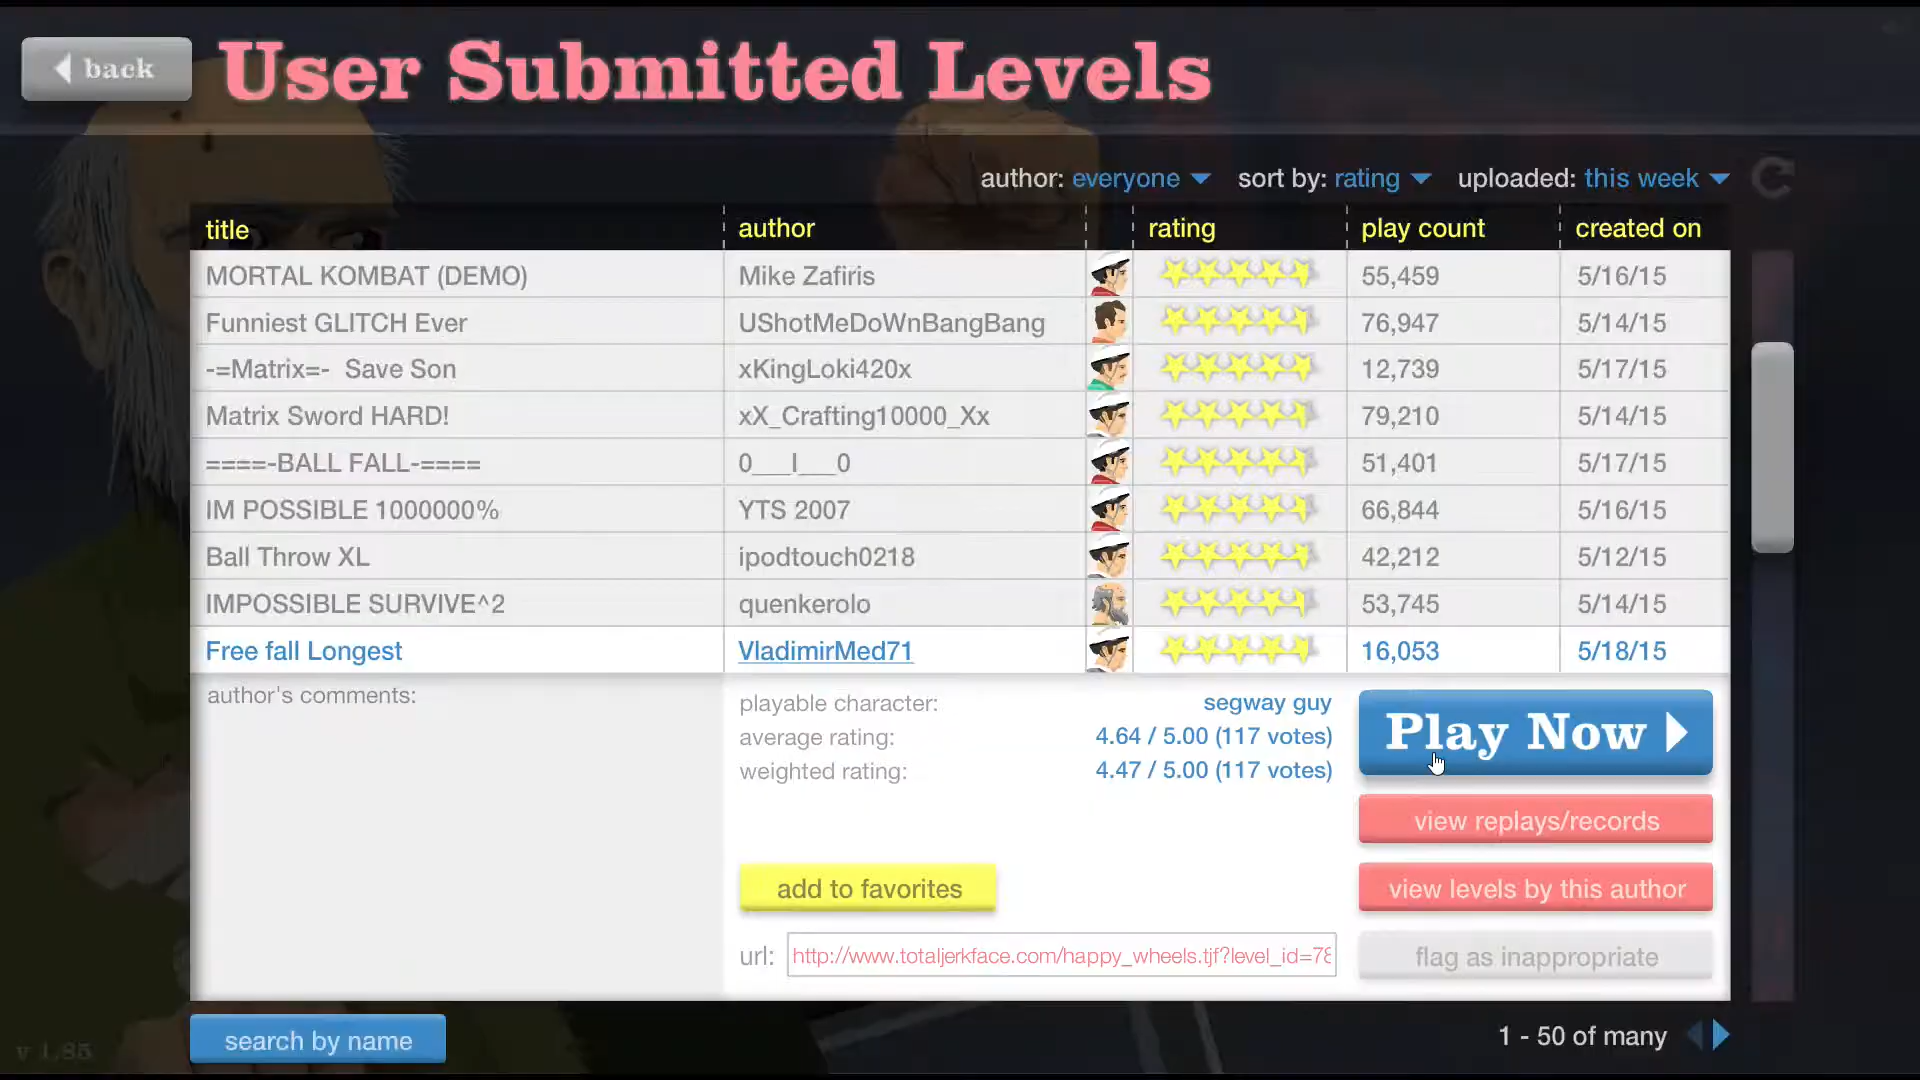 back
User Submitted Levels
author: everyone sort by: rating uploaded: this week
title author rating play count created on
MORTAL KOMBAT (DEMO) Mike Zafiris 55,459 5/16/15
Funniest GLITCH Ever UShotMeDoWnBangBang 76,947 5/14/15
-=Matrix=- Save Son xKingLoki420x 12,739 5/17/15
Matrix Sword HARD! xX_Crafting10000_Xx 79,210 5/14/15
====-BALL FALL-==== 0___I___0 51,401 5/17/15
IM POSSIBLE 1000000% YTS 2007 66,844 5/16/15
Ball Throw XL ipodtouch0218 42,212 5/12/15
IMPOSSIBLE SURVIVE^2 quenkerolo 53,745 5/14/15
Free fall Longest VladimirMed71 16,053 5/18/15
author's comments:
playable character: segway guy
average rating: 4.64 / 5.00 (117 votes)
weighted rating: 4.47 / 5.00 (117 votes)
Play Now
view replays/records
add to favorites
view levels by this author
url: http://www.totaljerkface.com/happy_wheels.tjf?level_id=78
flag as inappropriate
search by name
1 - 50 of many
v 1.85